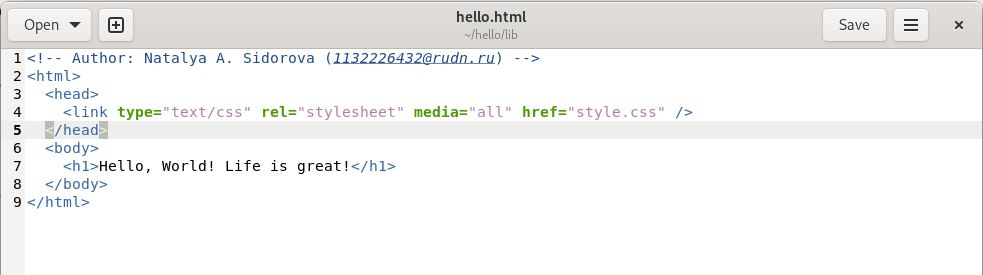 Open
hello.html
~/hello/lib
Save
1 <!-- Author: Natalya A. Sidorova (1132226432@rudn.ru) -->
2 <html>
3   <head>
4     <link type="text/css" rel="stylesheet" media="all" href="style.css" />
5   </head>
6   <body>
7     <h1>Hello, World! Life is great!</h1>
8   </body>
9 </html>